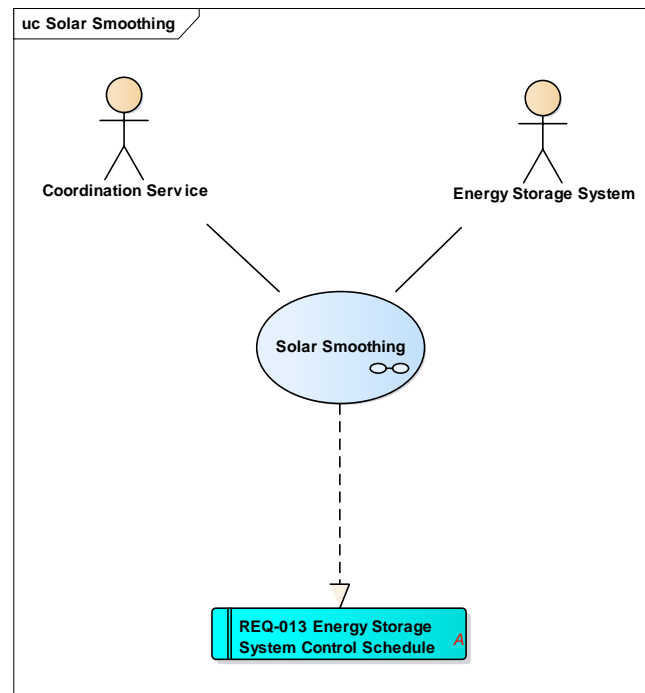 uc Solar Smoothing
Coordination Service
Energy Storage System
Solar Smoothing
REQ-013 Energy Storage
System Control Schedule
A